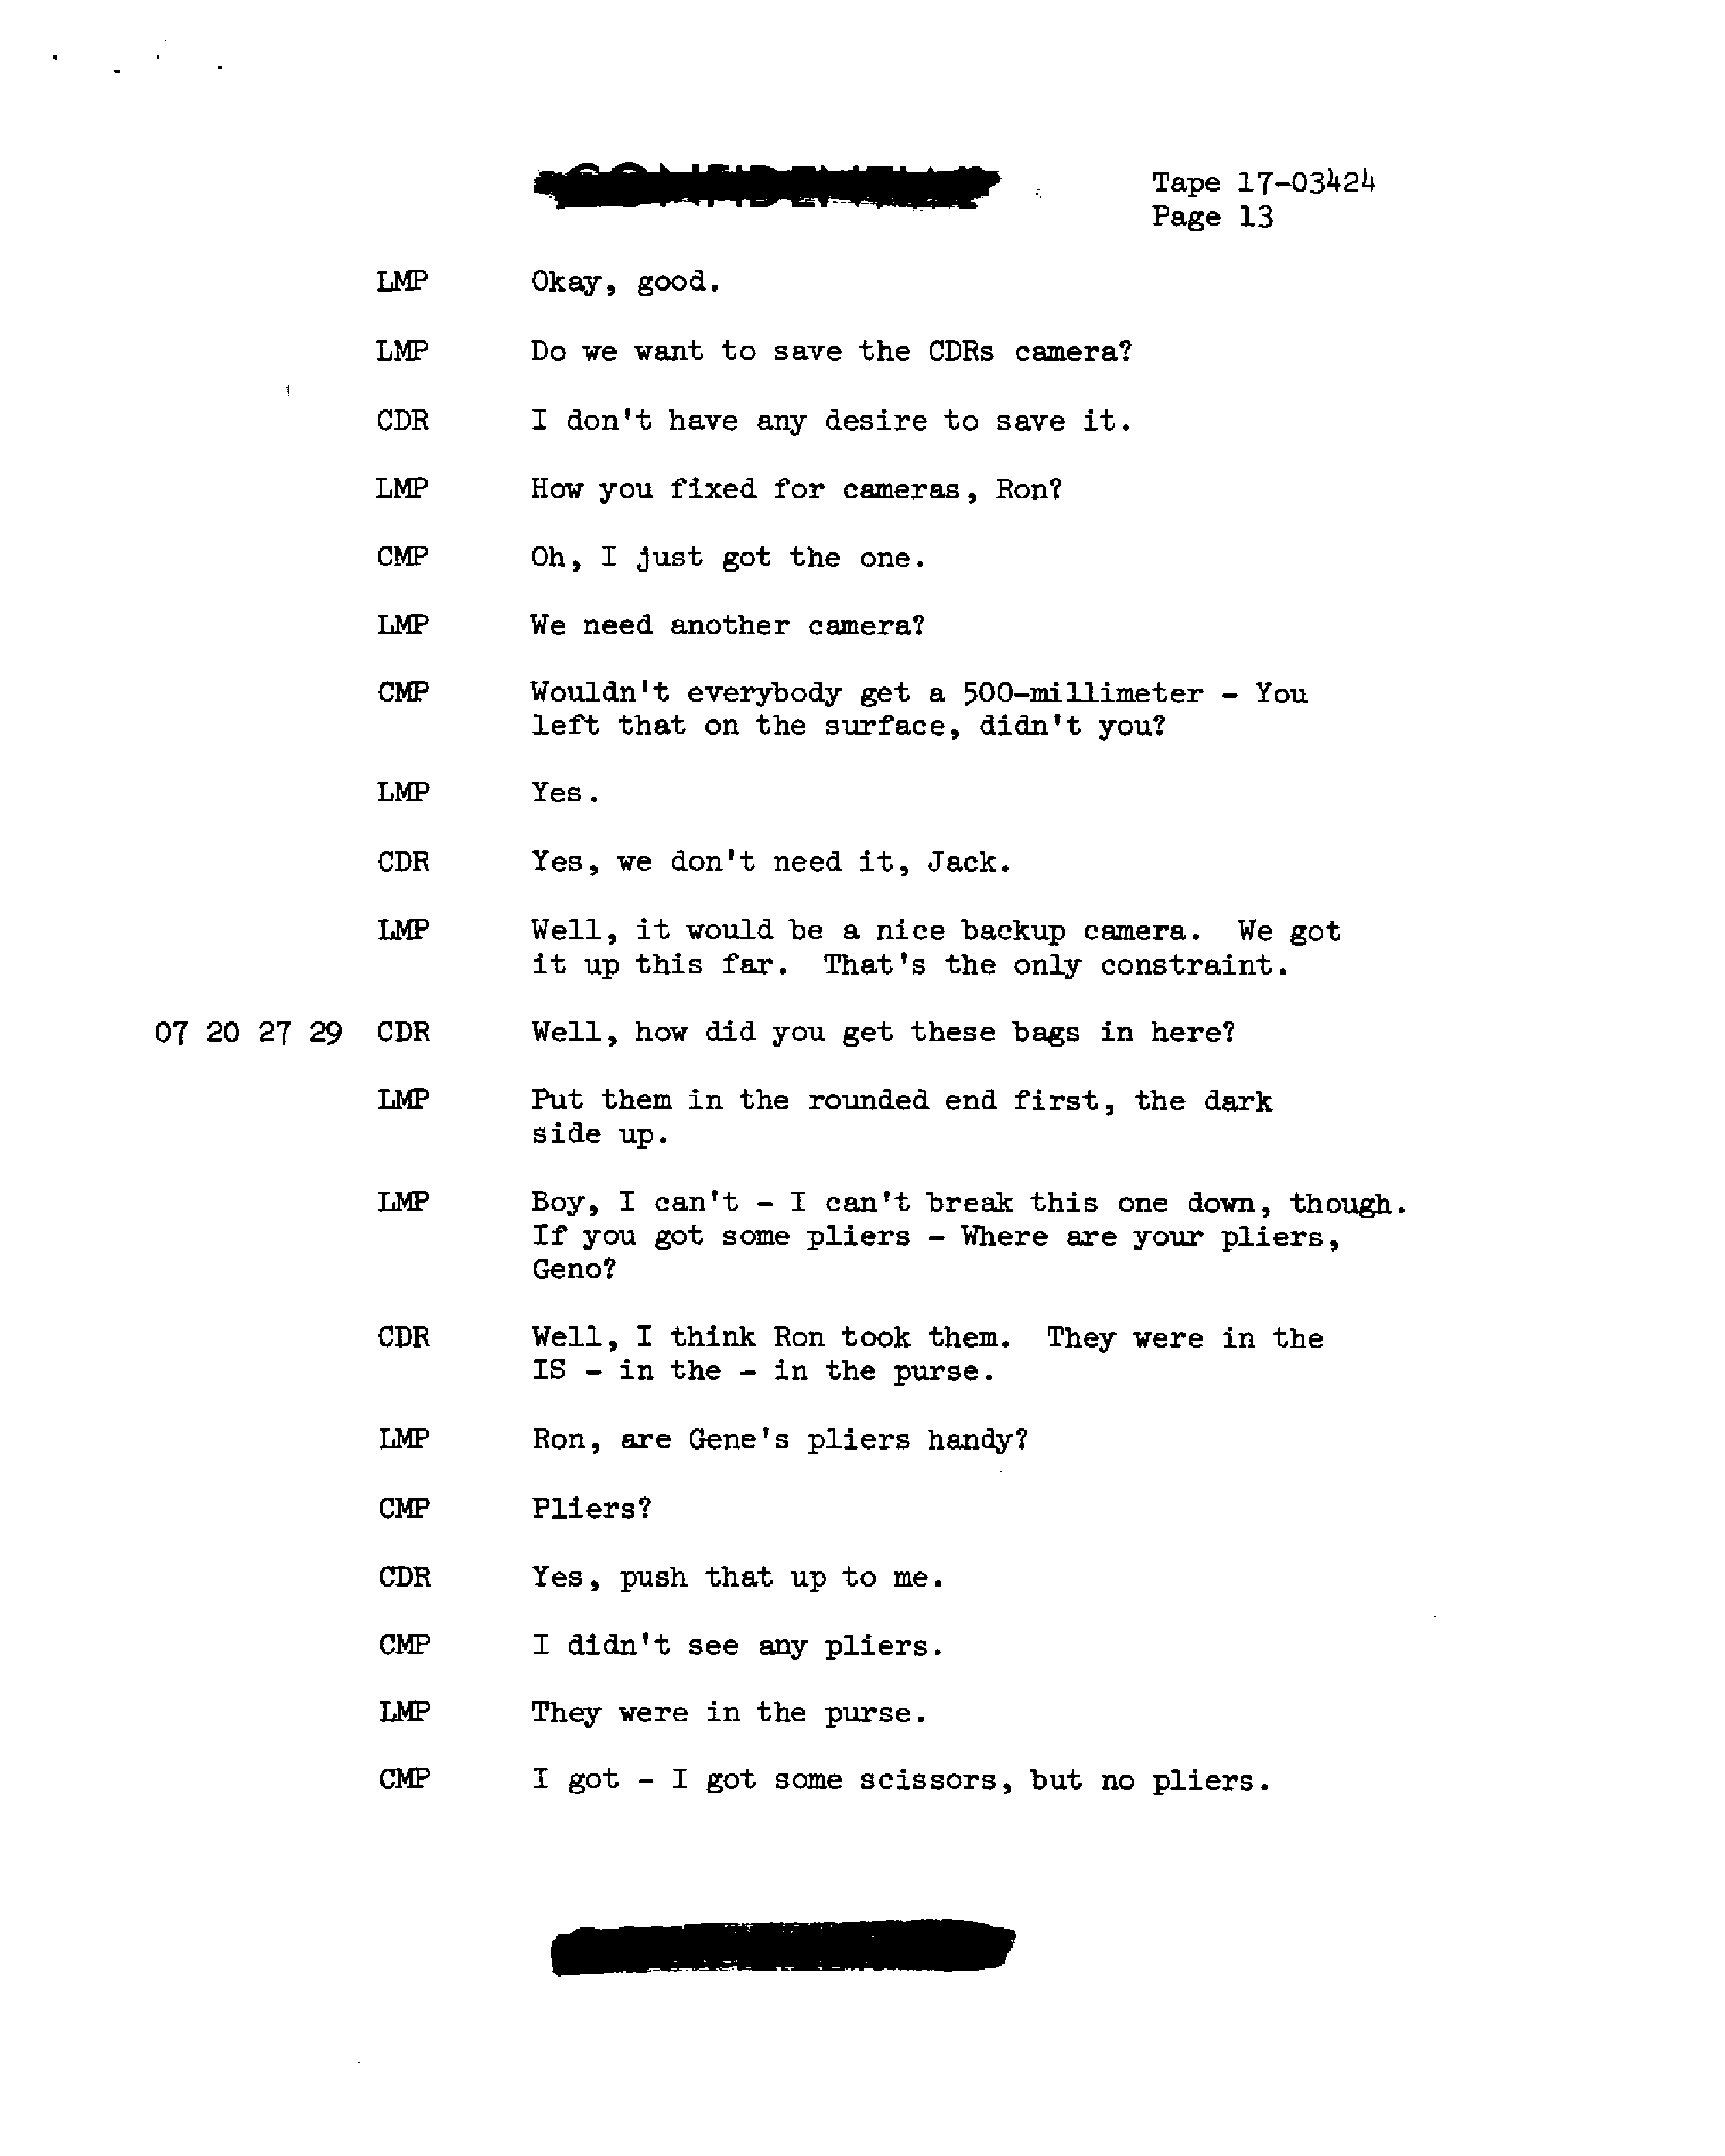 Tape 17-03424
Page 13
LMP Okay, good.
LMP Do we want to save the CDRs camera?
CDR I don't have any desire to save it.
LMP How you fixed for cameras, Ron?
CMP Oh, I just got the one.
LMP We need another camera?
CMP Wouldn't everybody get a 500-millimeter - You
left that on the surface, didn't you?
LMP Yes.
CDR Yes, we don't need it, Jack.
LMP Well, it would be a nice backup camera. We got
it up this far. That's the only constraint.
07 20 27 29 CDR Well, how did you get these bags in here?
LMP Put them in the rounded end first, the dark
side up.
LMP Boy, I can't - I can't break this one down, though.
If you got some pliers - Where are your pliers,
Geno?
CDR Well, I think Ron took them. They were in the
IS - in the - in the purse.
LMP Ron, are Gene's pliers handy?
CMP Pliers?
CDR Yes, push that up to me.
CMP I didn't see any pliers.
LMP They were in the purse.
CMP I got - I got some scissors, but no pliers.